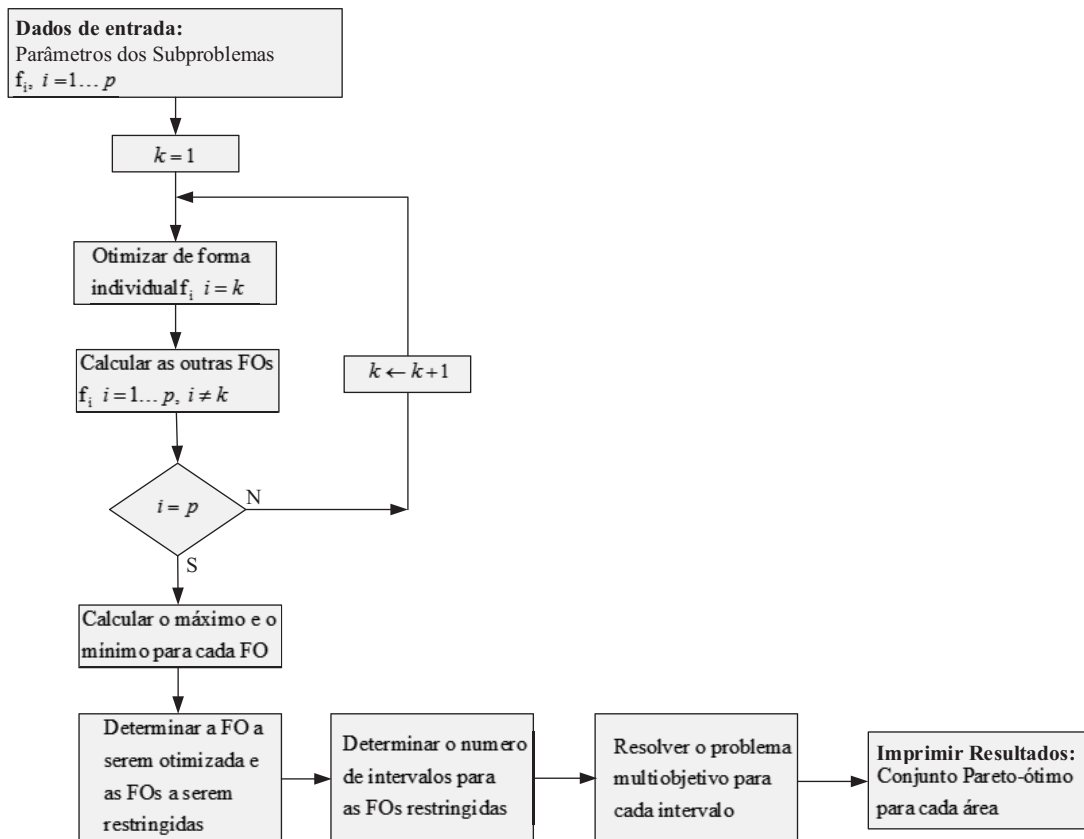 Dados de entrada:
Parâmetros dos Subproblemas
fᵢ, i =1… p
k = 1
Otimizar de forma
individualfᵢ i = k
Calcular as outras FOs
fᵢ i = 1… p, i ≠ k
k ← k+1
i = p
N
S
Calcular o máximo e o
mínimo para cada FO
Determinar a FO a
serem otimizada e
as FOs a serem
restringidas
Determinar o numero
de intervalos para
as FOs restringidas
Resolver o problema
multiobjetivo para
cada intervalo
Imprimir Resultados:
Conjunto Pareto-ótimo
para cada área